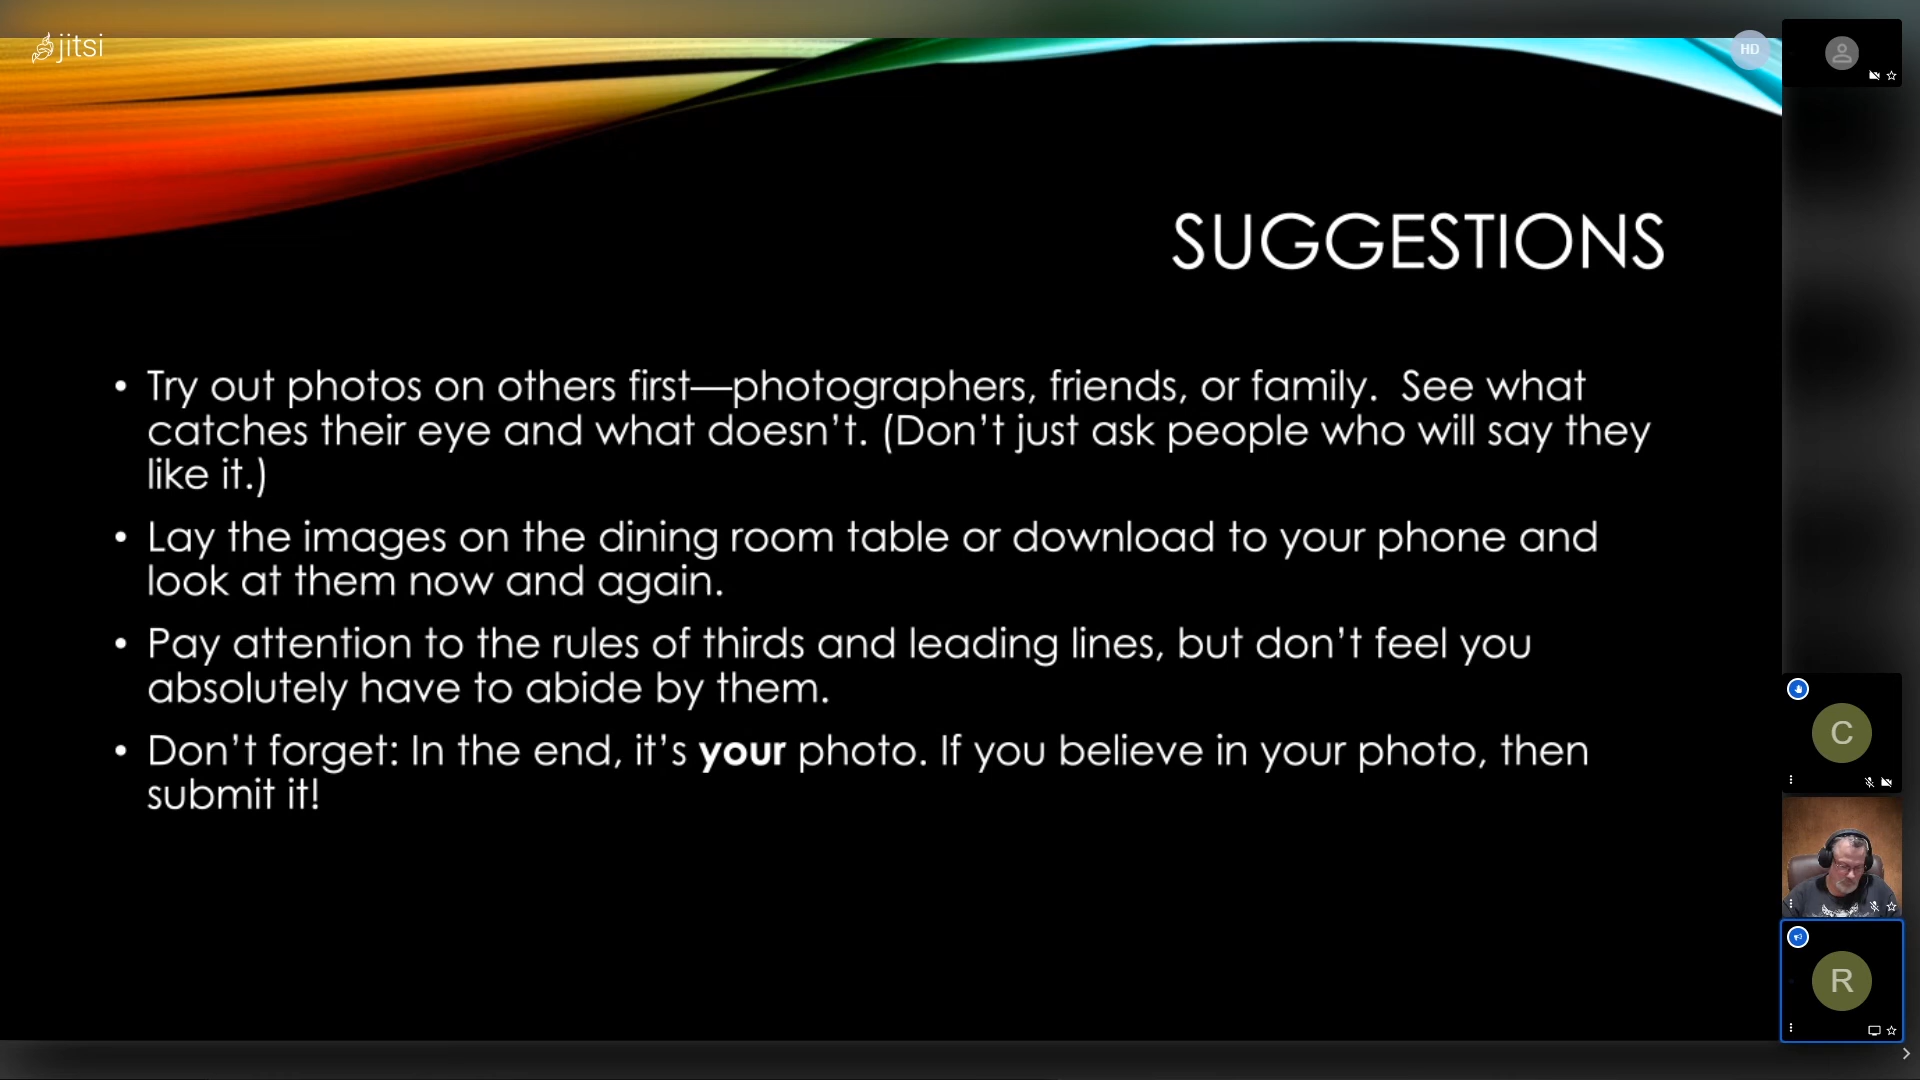 jitsi
HD
SUGGESTIONS
• Try out photos on others first—photographers, friends, or family.  See what
catches their eye and what doesn’t. (Don’t just ask people who will say they
like it.)
• Lay the images on the dining room table or download to your phone and
look at them now and again.
• Pay attention to the rules of thirds and leading lines, but don’t feel you
absolutely have to abide by them.
• Don’t forget: In the end, it’s your photo. If you believe in your photo, then
submit it!
C
R